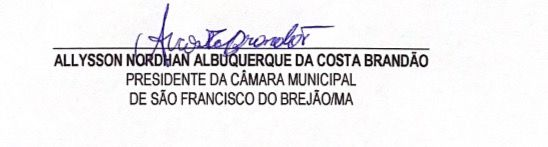 ALLYSSON NORDHAN ALBUQUERQUE DA COSTA BRANDÃO
PRESIDENTE DA CÂMARA MUNICIPAL
DE SÃO FRANCISCO DO BREJÃO/MA